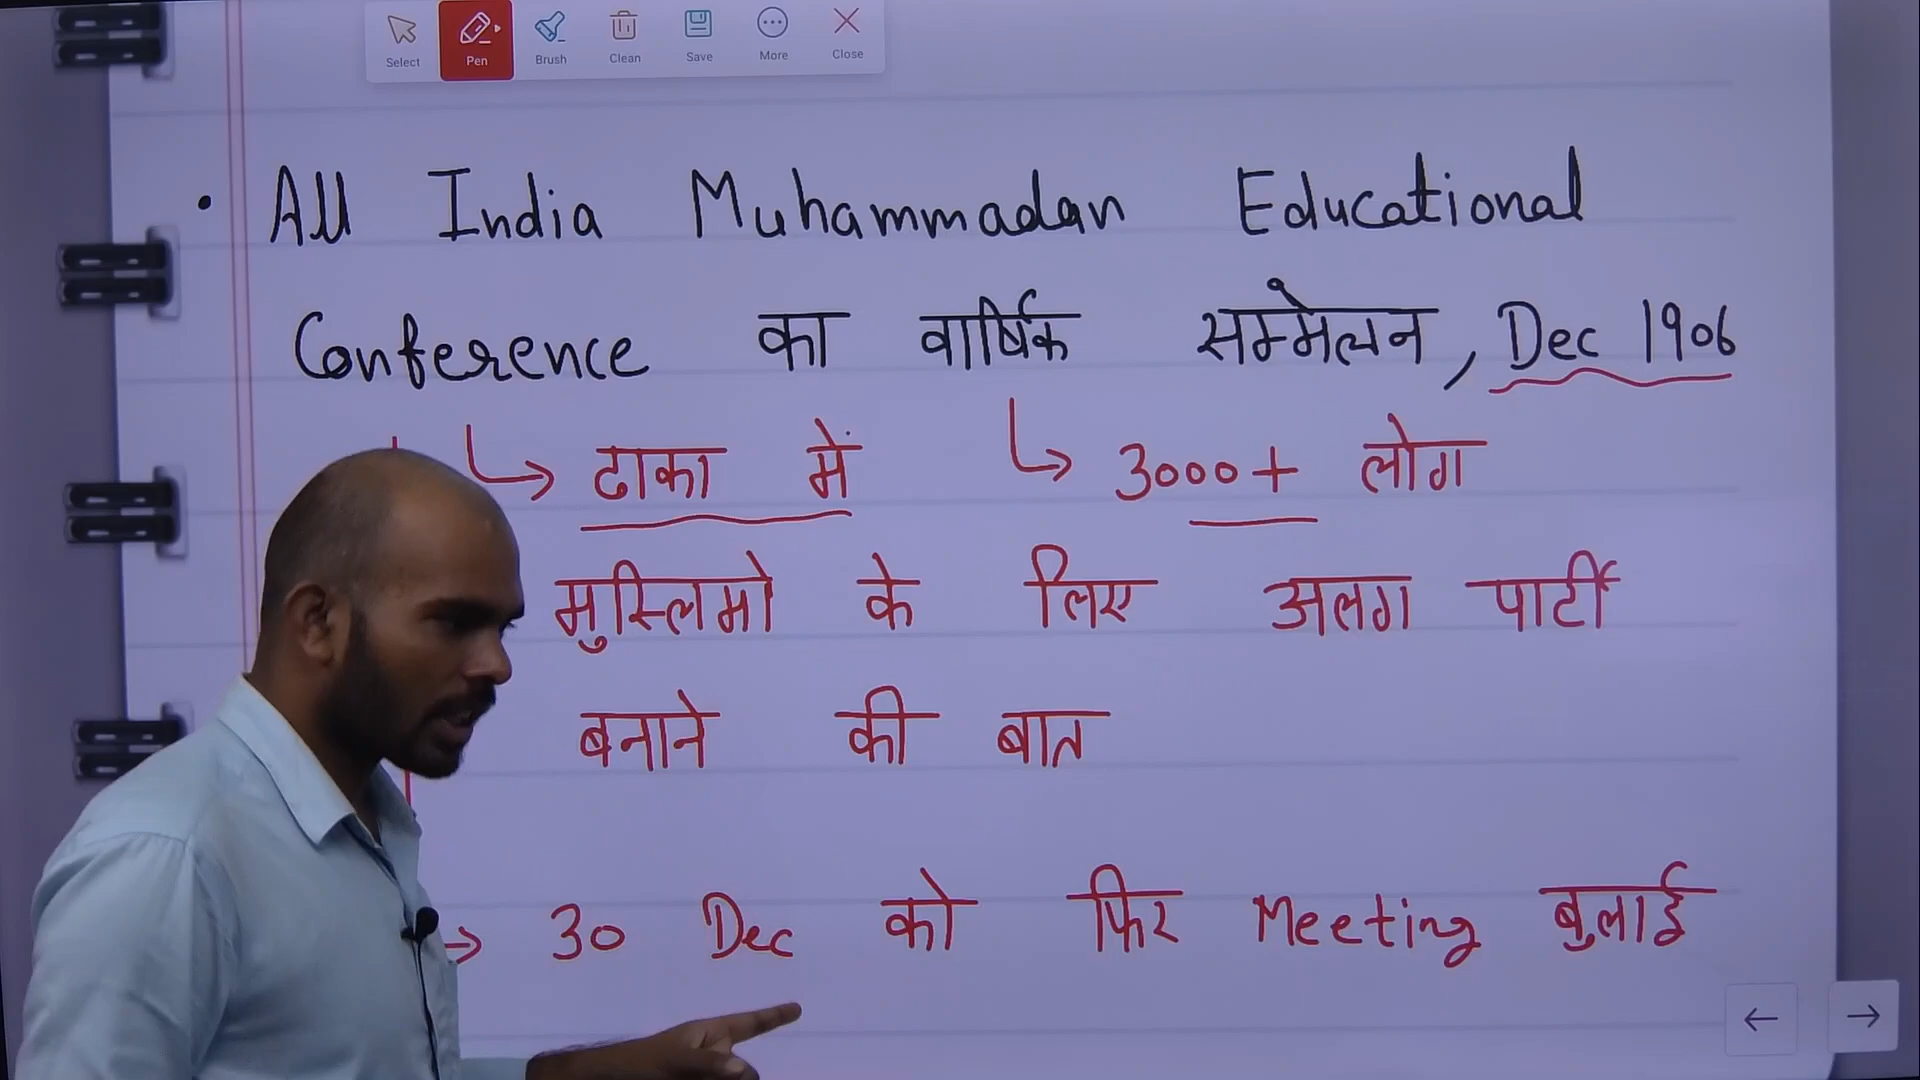 Select Pen Brush Clean Save More Close
• All India Muhammadan Educational
Conference का वार्षिक सम्मेलन, Dec 1906
↳ ढाका में ↳ 3000+ लोग
मुस्लिमो के लिए अलग पार्टी
बनाने की बात
→ 30 Dec को फिर Meeting बुलाई